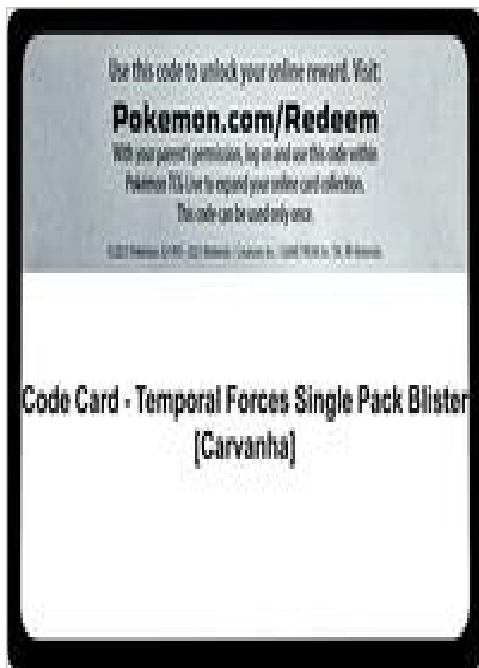 Use this code to unlock your online reward. Visit:
Pokemon.com/Redeem
With your parent's permission, log on and use this code within
Pokémon TCG Live to expand your online card collection.
This code can be used only once.
Code Card - Temporal Forces Single Pack Blister
[Carvanha]